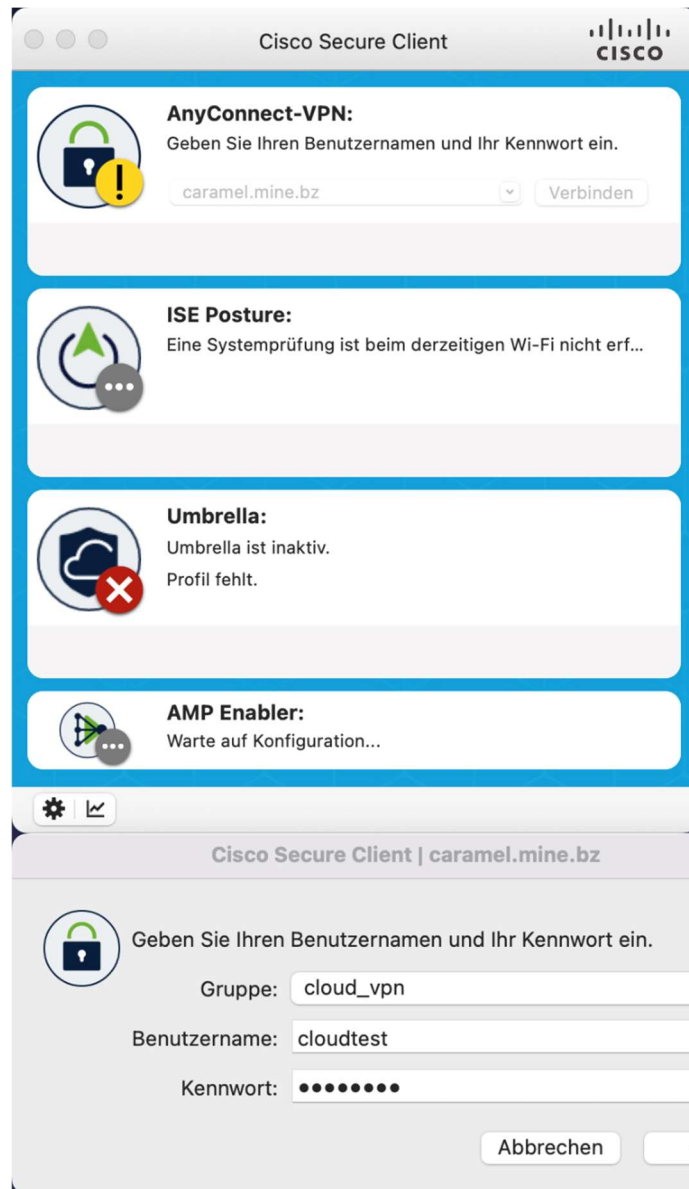 Cisco Secure Client
CISCO
AnyConnect-VPN:
Geben Sie Ihren Benutzernamen und Ihr Kennwort ein.
caramel.mine.bz
Verbinden
ISE Posture:
Eine Systemprüfung ist beim derzeitigen Wi-Fi nicht erf...
Umbrella:
Umbrella ist inaktiv.
Profil fehlt.
AMP Enabler:
Warte auf Konfiguration...
Cisco Secure Client | caramel.mine.bz
Geben Sie Ihren Benutzernamen und Ihr Kennwort ein.
Gruppe: cloud_vpn
Benutzername: cloudtest
Kennwort: ••••••••
Abbrechen